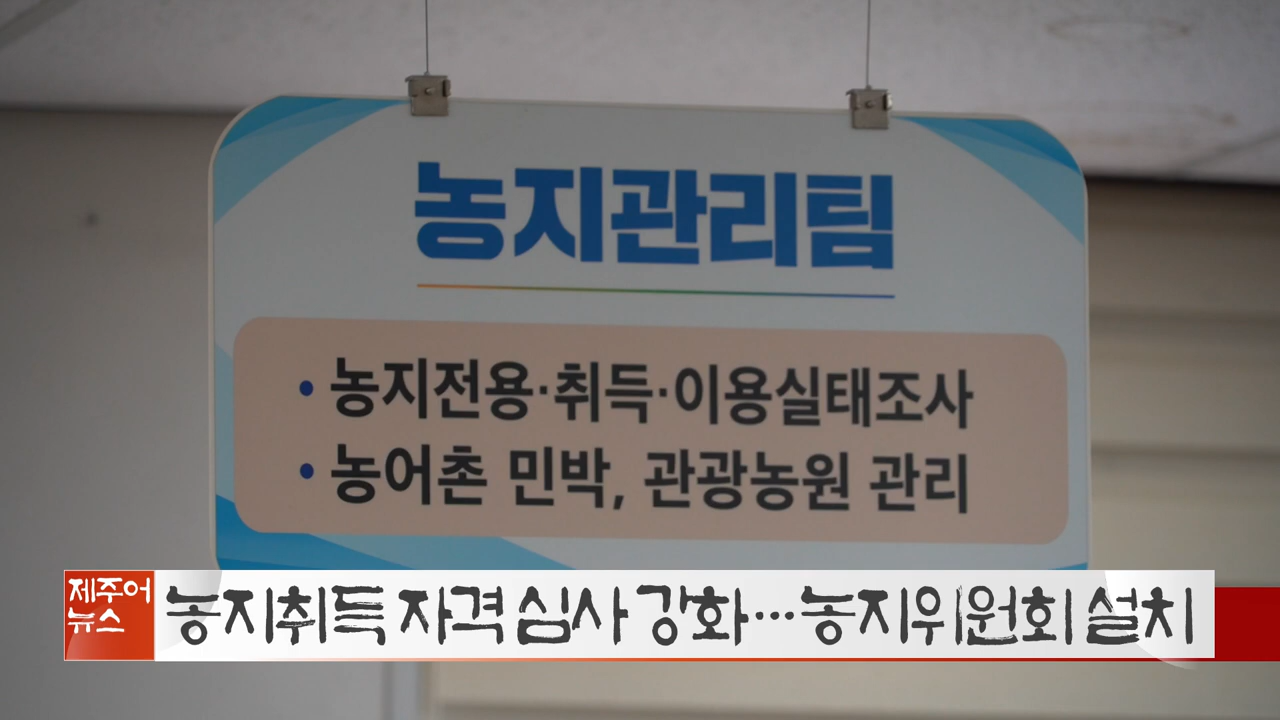 농지관리팀
• 농지전용·취득·이용실태조사
• 농어촌 민박, 관광농원 관리
제주어
뉴스
농지취득 자격 심사 강화…농지위원회 설치